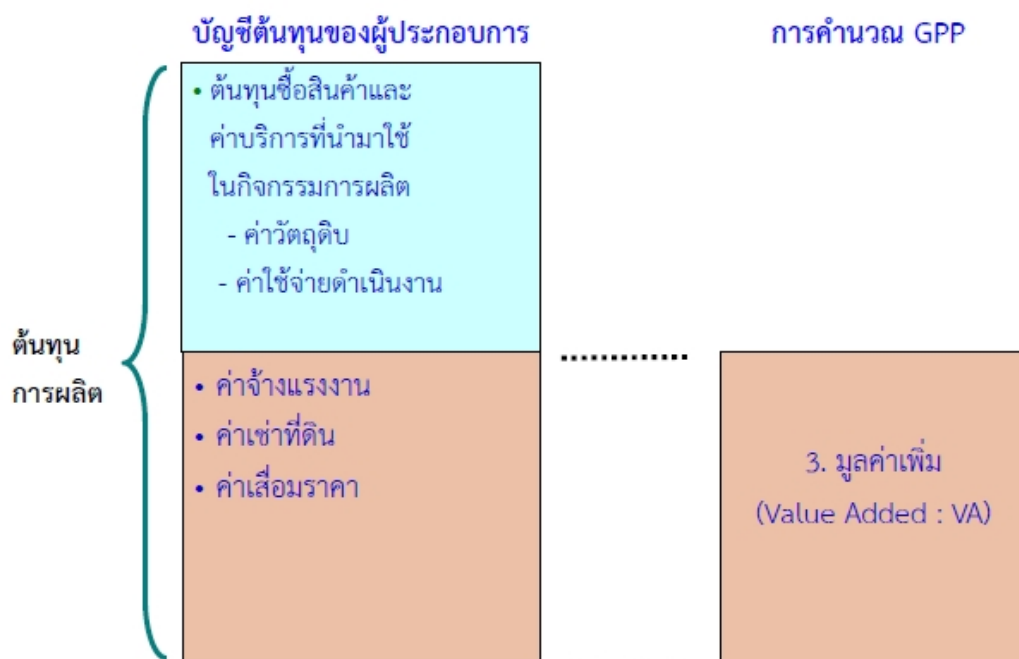 บัญชีต้นทุนของผู้ประกอบการ
การคำนวณ GPP
• ต้นทุนซื้อสินค้าและ
ค่าบริการที่นำมาใช้
ในกิจกรรมการผลิต
- ค่าวัตถุดิบ
- ค่าใช้จ่ายดำเนินงาน
ต้นทุน
การผลิต
• ค่าจ้างแรงงาน
• ค่าเช่าที่ดิน
• ค่าเสื่อมราคา
3. มูลค่าเพิ่ม
(Value Added : VA)